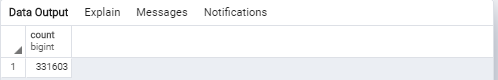 Data Output Explain Messages Notifications
count
bigint
1 331603